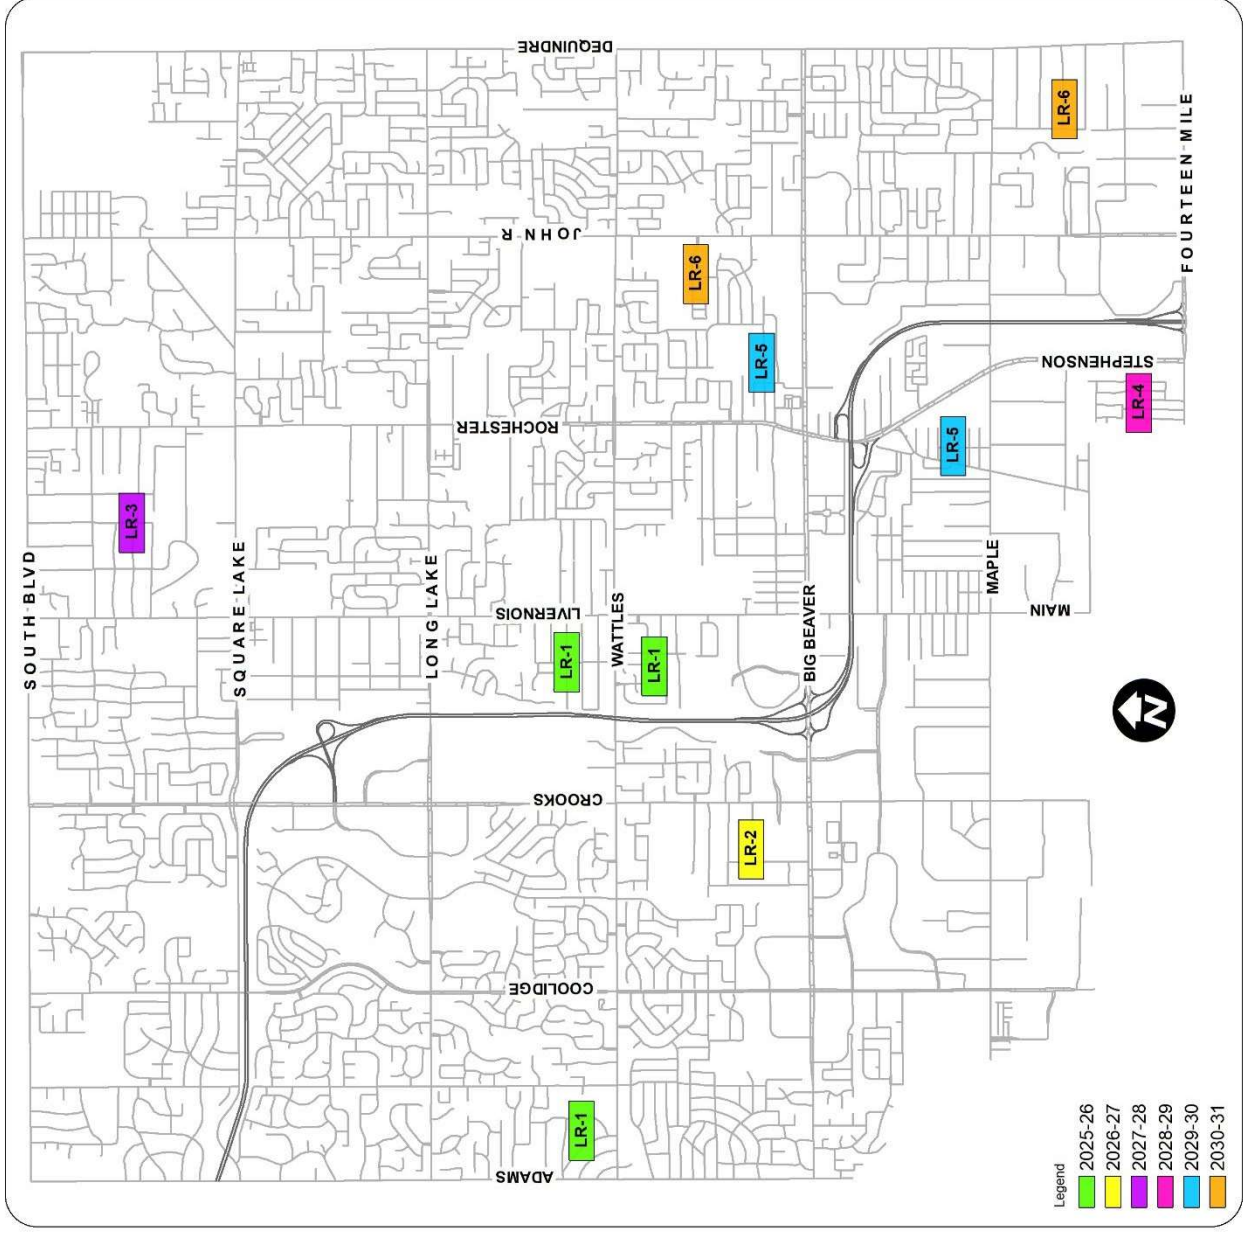 SOUTH BLVD
LR-3
SQUARE LAKE
LONG LAKE
ADAMS
COOLIDGE
CROOKS
LIVERNOIS
ROCHESTER
JOHN R
DEQUINDRE
LR-1
LR-1
WATTLES
LR-1
LR-6
LR-2
LR-5
BIG BEAVER
LR-5
MAPLE
MAIN
STEPHENSON
LR-6
LR-4
FOURTEEN MILE
N
Legend
2025-26
2026-27
2027-28
2028-29
2029-30
2030-31